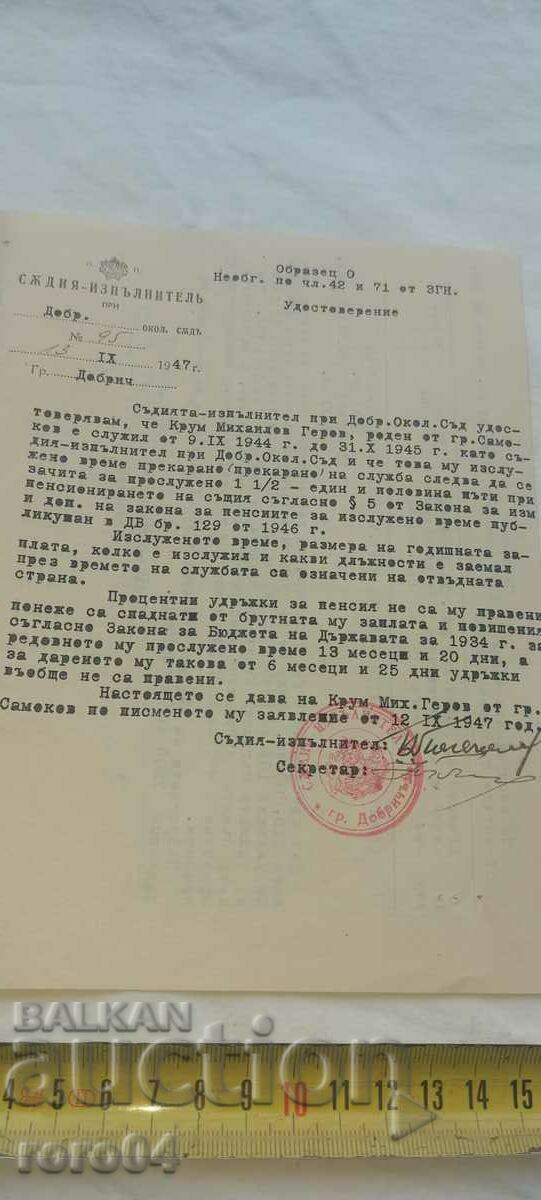 СѪДИЯ-ИЗПЪЛНИТЕЛЬ
ПРИ
Добр. окол. сѫдъ
№ 95
13 IX 1947 г.
Гр. Добрич
Образец О
Необг. по чл.42 и 71 от ЗГН.
Удостоверение
Съдията-изпълнител при Добр.Окол.Съд удос-
товерявам, че Крум Михаилов Геров, роден от гр.Само-
ков е служил от 9.IX 1944 г. до 31.X 1945 г. като съ-
дия-изпълнител при Добр.Окол.Съд и че това му изслу-
жено време прекарано /прекарано/ на служба следва да се
зачита за прослужено 1 1/2 - един и половина пъти при
пенсионирането на същия съгласно § 5 от Закона за изм
и доп. на закона за пенсиите за изслужено време пуб-
ликуван в ДВ бр. 129 от 1946 г.
Изслуженото време, размера на годишната за-
плата, колко е изслужил и какви длъжности е заемал
през времето на службата са означени на отвъдната
страна.
Процентни удръжки за пенсия не са му правени
понеже са спаднати от брутната му заплата и повишения
съгласно Закона за Бюджета на Държавата за 1934 г. за
редовното му прослужено време 13 месеци и 20 дни, а
за дареното му такова от 6 месеци и 25 дни удръжки
въобще не са правени.
Настоящето се дава на Крум Мих.Геров от гр.
Самоков по писменото му заявление от 12 IX 1947 год.
Съдия-изпълнител:
Секретар:
гр. Добричъ
BALKAN
auction
roro04
4 5 6 7 8 9 10 11 12 13 14 15